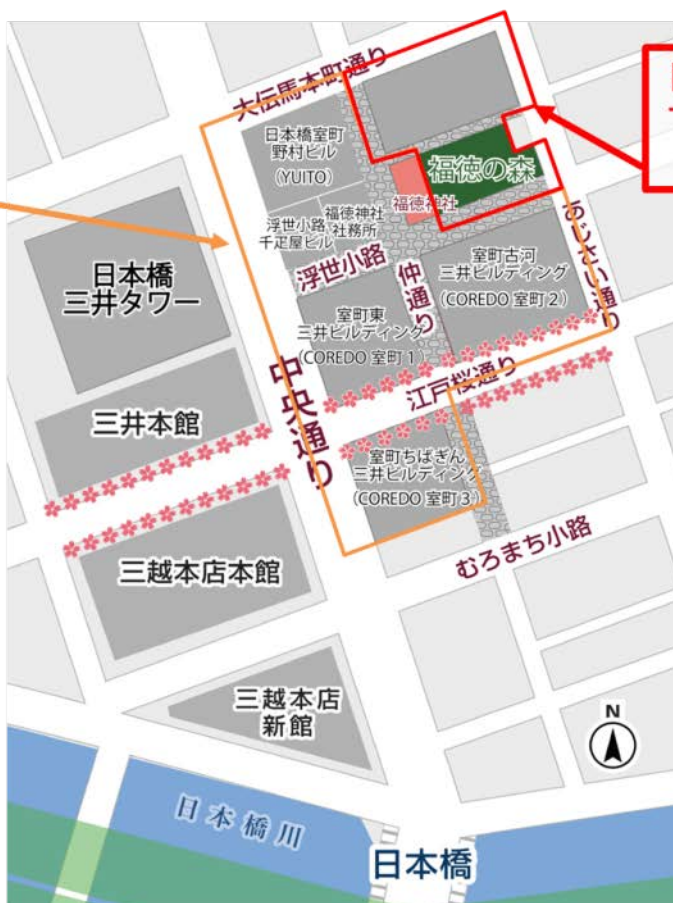 大伝馬本町通り
日本橋室町
野村ビル
(YUITO)
福徳の森
福徳神社
浮世小路
千疋屋ビル
福徳神社
社務所
あじさい通り
浮世小路
仲通り
室町古河
三井ビルディング
(COREDO 室町2)
日本橋
三井タワー
室町東
三井ビルディング
(COREDO 室町1)
中央通り
江戸桜通り
三井本館
室町ちばぎん
三井ビルディング
(COREDO 室町3)
むろまち小路
三越本店本館
三越本店
新館
N
日本橋川
日本橋